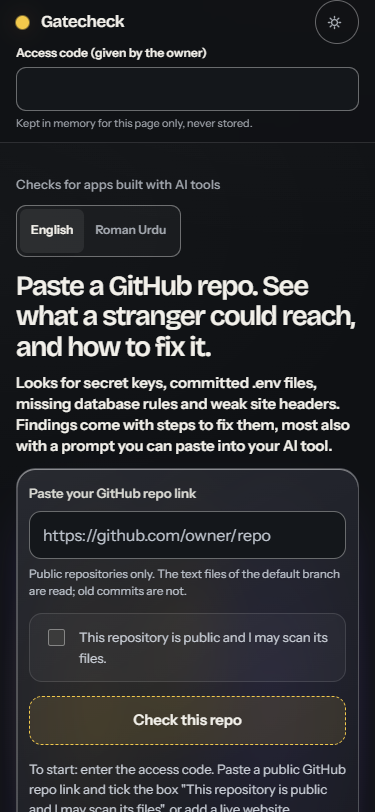 Gatecheck
Access code (given by the owner)
Kept in memory for this page only, never stored.
Checks for apps built with AI tools
English
Roman Urdu
Paste a GitHub repo. See
what a stranger could reach,
and how to fix it.
Looks for secret keys, committed .env files,
missing database rules and weak site headers.
Findings come with steps to fix them, most also
with a prompt you can paste into your AI tool.
Paste your GitHub repo link
https://github.com/owner/repo
Public repositories only. The text files of the default branch
are read; old commits are not.
This repository is public and I may scan its
files.
Check this repo
To start: enter the access code. Paste a public GitHub
repo link and tick the box "This repository is public
and I may scan its files", or add a live website